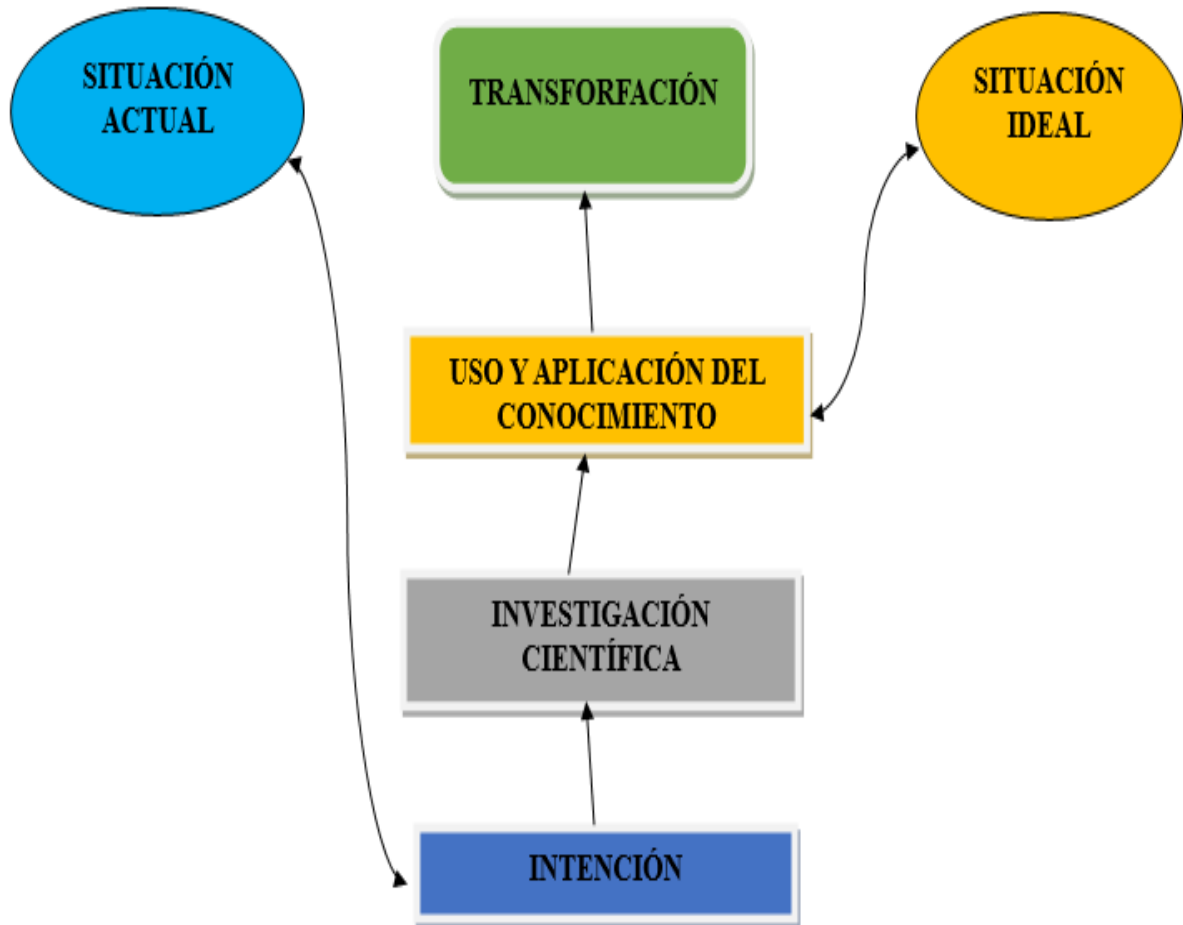 SITUACIÓN
ACTUAL
TRANSFORFACIÓN
SITUACIÓN
IDEAL
USO Y APLICACIÓN DEL
CONOCIMIENTO
INVESTIGACIÓN
CIENTÍFICA
INTENCIÓN